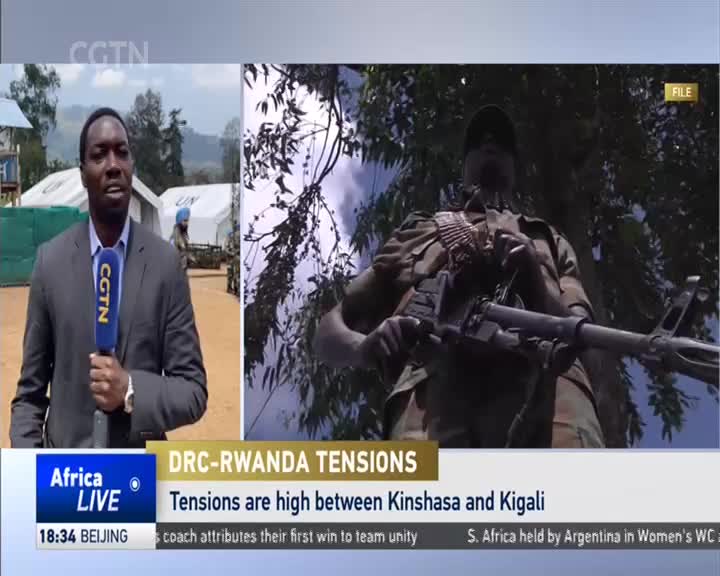 CGTN
FILE
UN
UN
CGTN
DRC-RWANDA TENSIONS
Africa
LIVE
Tensions are high between Kinshasa and Kigali
18:34 BEIJING
s coach attributes their first win to team unity
S. Africa held by Argentina in Women's WC